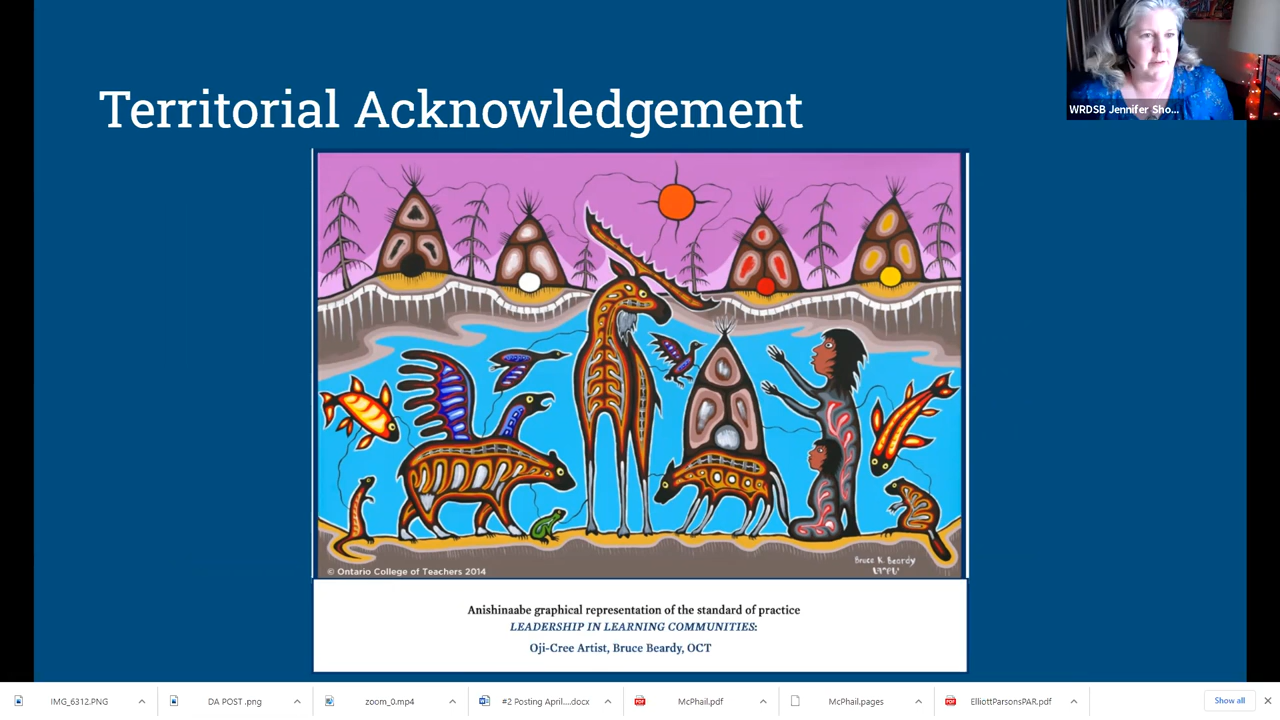 Territorial Acknowledgement
WRDSB Jennifer Sho...
© Ontario College of Teachers 2014
Bruce K Beardy
Anishinaabe graphical representation of the standard of practice
LEADERSHIP IN LEARNING COMMUNITIES:
Oji-Cree Artist, Bruce Beardy, OCT
IMG_6312.PNG
DA POST .png
zoom_0.mp4
#2 Posting April....docx
McPhail.pdf
McPhail.pages
ElliottParsonsPAR.pdf
Show all